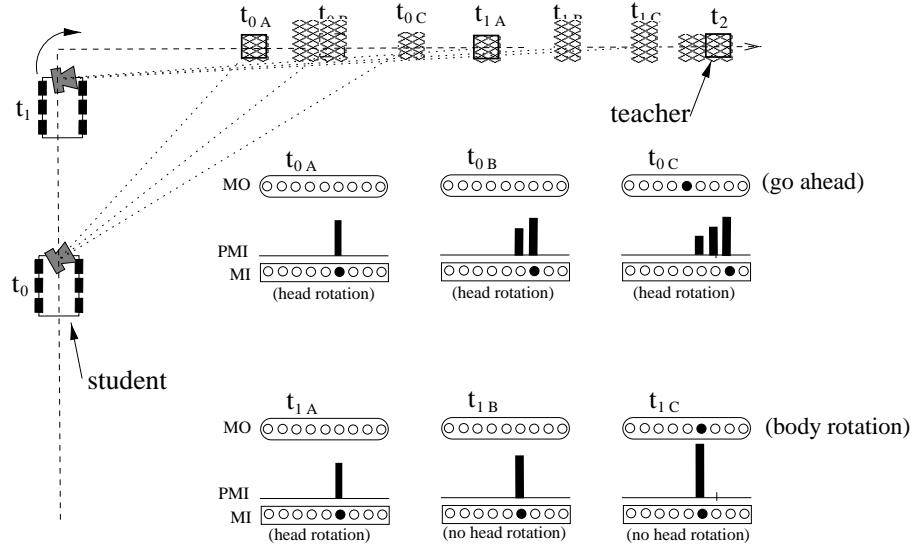 t0 A t0 B t0 C t1 A t1 B t1 C t2
t1
teacher
t0 A t0 B t0 C
MO (go ahead)
PMI
MI
(head rotation) (head rotation) (head rotation)
t0
student
t1 A t1 B t1 C
MO (body rotation)
PMI
MI
(head rotation) (no head rotation) (no head rotation)